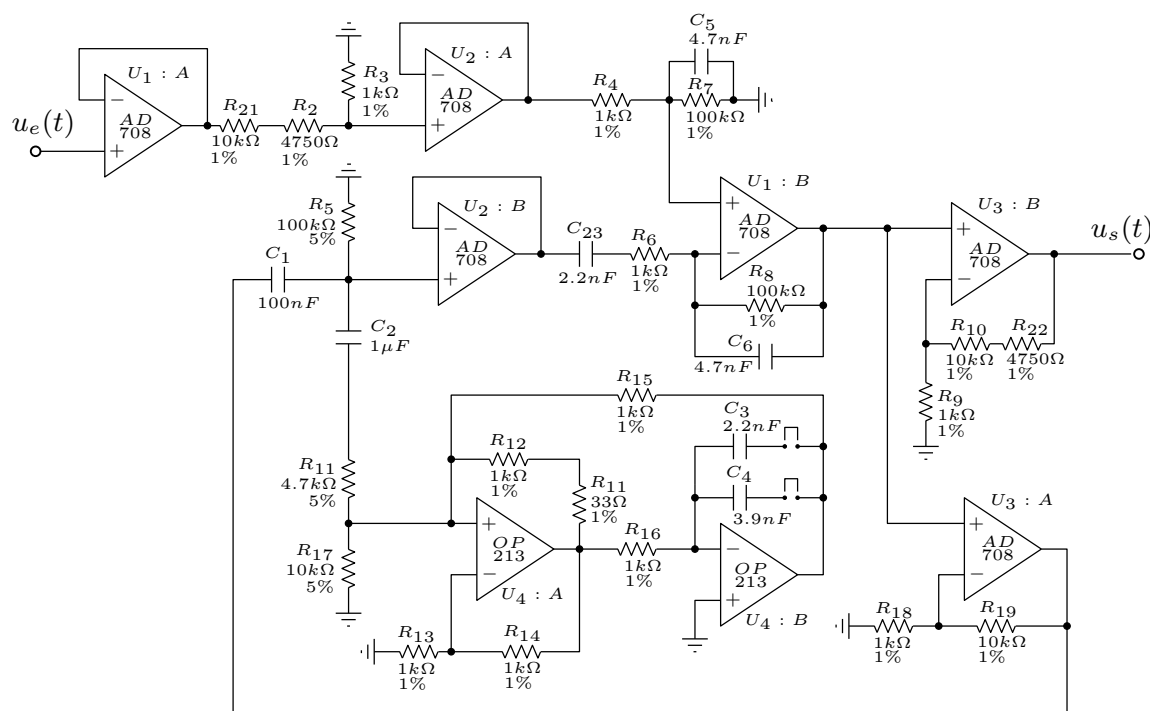 u_e(t)
U_1 : A
−
+
AD
708
R_21
10kΩ
1%
R_2
4750Ω
1%
R_3
1kΩ
1%
U_2 : A
−
+
AD
708
R_4
1kΩ
1%
C_5
4.7nF
R_7
100kΩ
1%
R_5
100kΩ
5%
C_1
100nF
C_2
1μF
U_2 : B
−
+
AD
708
C_23
2.2nF
R_6
1kΩ
1%
U_1 : B
+
−
AD
708
R_8
100kΩ
1%
C_6
4.7nF
U_3 : B
+
−
AD
708
u_s(t)
R_10
10kΩ
1%
R_22
4750Ω
1%
R_9
1kΩ
1%
R_15
1kΩ
1%
R_12
1kΩ
1%
R_11
33Ω
1%
R_11
4.7kΩ
5%
R_17
10kΩ
5%
+
−
OP
213
U_4 : A
R_13
1kΩ
1%
R_14
1kΩ
1%
R_16
1kΩ
1%
C_3
2.2nF
C_4
3.9nF
−
+
OP
213
U_4 : B
U_3 : A
+
−
AD
708
R_18
1kΩ
1%
R_19
10kΩ
1%